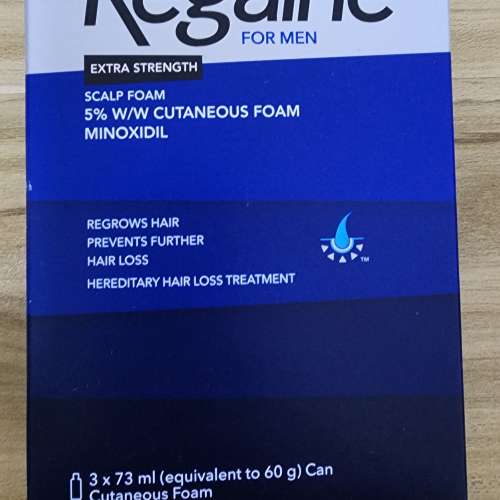 Regaine
FOR MEN
EXTRA STRENGTH
SCALP FOAM
5% W/W CUTANEOUS FOAM
MINOXIDIL
REGROWS HAIR
PREVENTS FURTHER
HAIR LOSS
HEREDITARY HAIR LOSS TREATMENT
TM
3 x 73 ml (equivalent to 60 g) Can
Cutaneous Foam